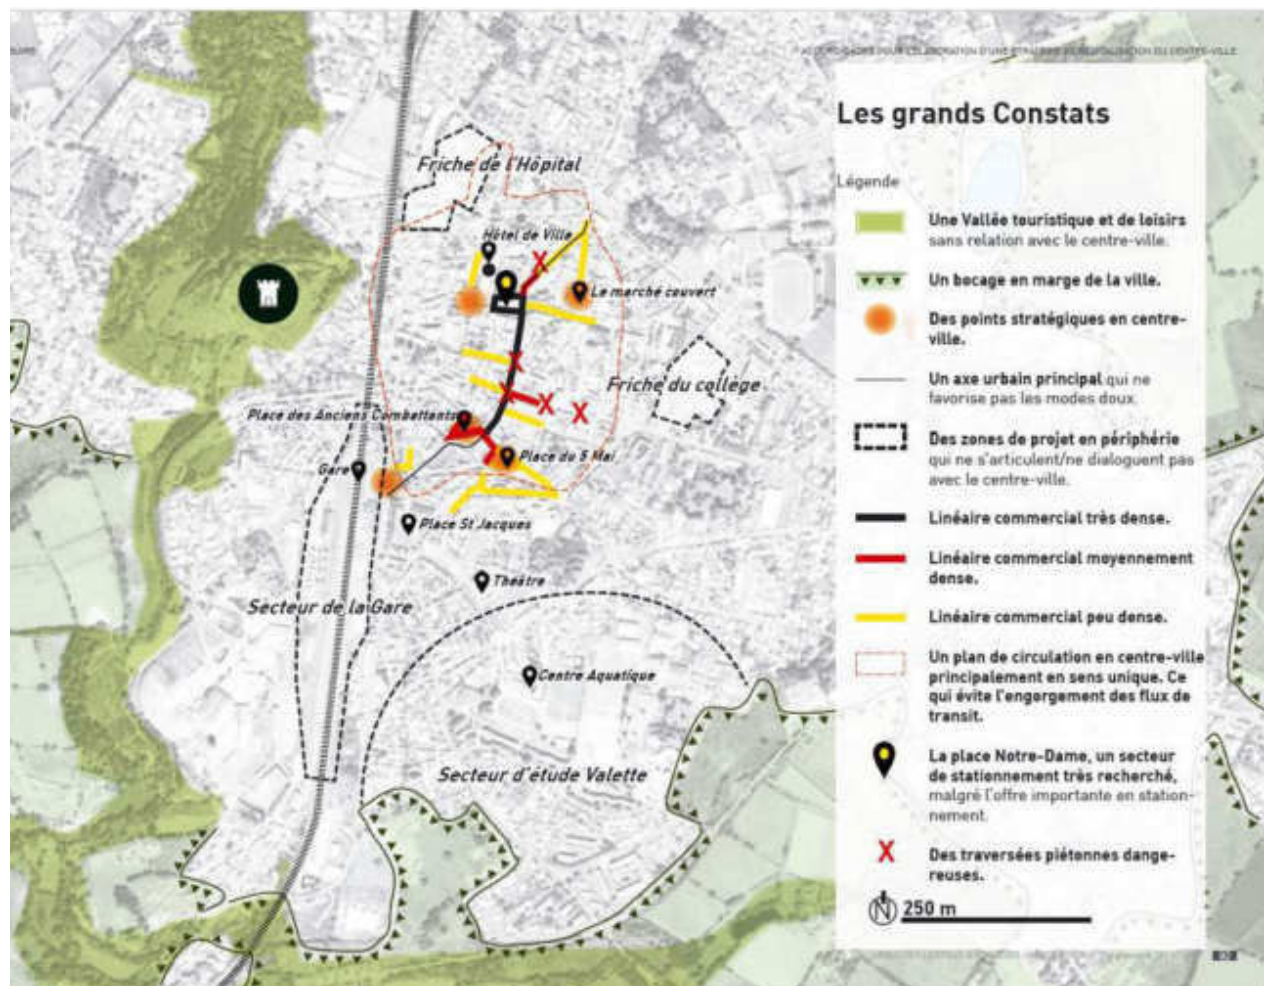 Les grands Constats
Légende
Une Vallée touristique et de loisirs
sans relation avec le centre-ville.
Un bocage en marge de la ville.
Des points stratégiques en centre-
ville.
Un axe urbain principal qui ne
favorise pas les modes doux.
Des zones de projet en périphérie
qui ne s'articulent/ne dialoguent pas
avec le centre-ville.
Linéaire commercial très dense.
Linéaire commercial moyennement
dense.
Linéaire commercial peu dense.
Un plan de circulation en centre-ville
principalement en sens unique. Ce
qui évite l'engorgement des flux de
transit.
La place Notre-Dame, un secteur
de stationnement très recherché,
malgré l'offre importante en station-
nement.
X
Des traversées piétonnes dange-
reuses.
N
250 m
Friche de l'Hôpital
Hôtel de Ville
Le marché couvert
Friche du collège
Place des Anciens Combattants
Place du 5 Mai
Gare
Place St Jacques
Théâtre
Secteur de la Gare
Centre Aquatique
Secteur d'étude Valette